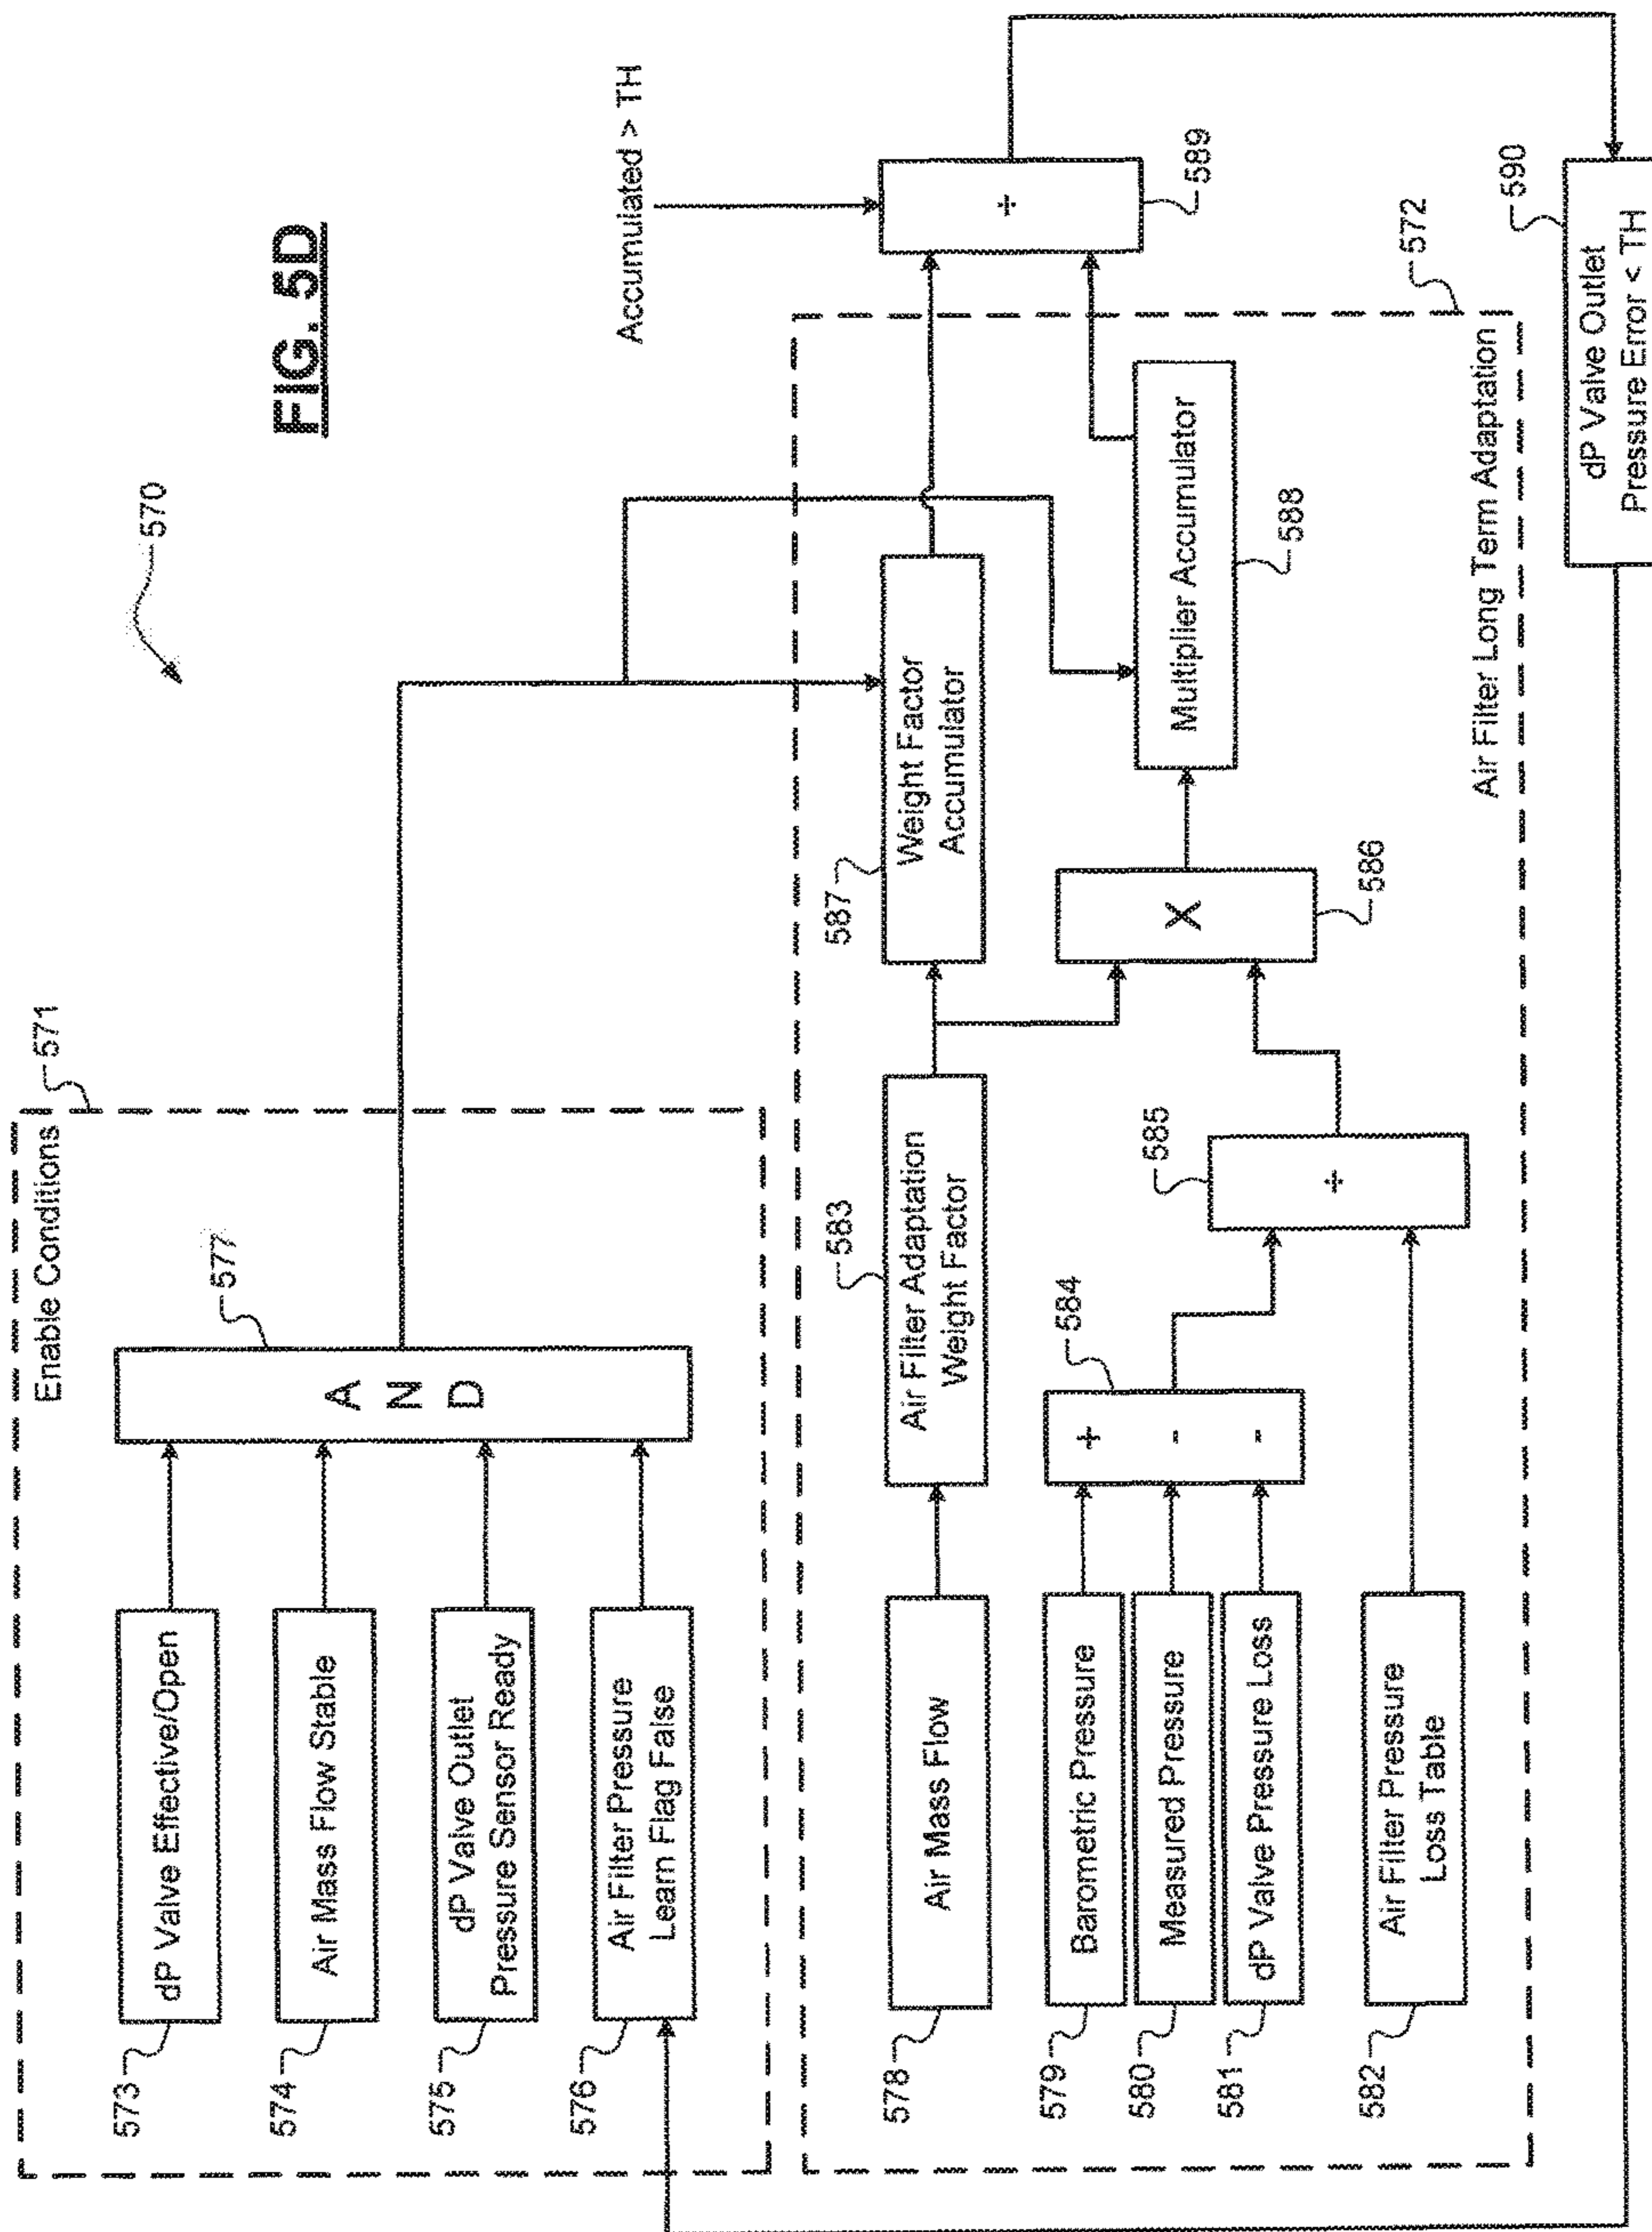 FIG. 5D
570
Enable Conditions
571
573
dP Valve Effective/Open
574
Air Mass Flow Stable
575
dP Valve Outlet
Pressure Sensor Ready
576
Air Filter Pressure
Learn Flag False
577
A
N
D
Accumulated > TH
578
Air Mass Flow
579
Barometric Pressure
580
Measured Pressure
581
dP Valve Pressure Loss
582
Air Filter Pressure
Loss Table
583
Air Filter Adaptation
Weight Factor
584
+
-
-
585
÷
586
X
587
Weight Factor
Accumulator
588
Multiplier Accumulator
589
÷
572
Air Filter Long Term Adaptation
590
dP Valve Outlet
Pressure Error < TH